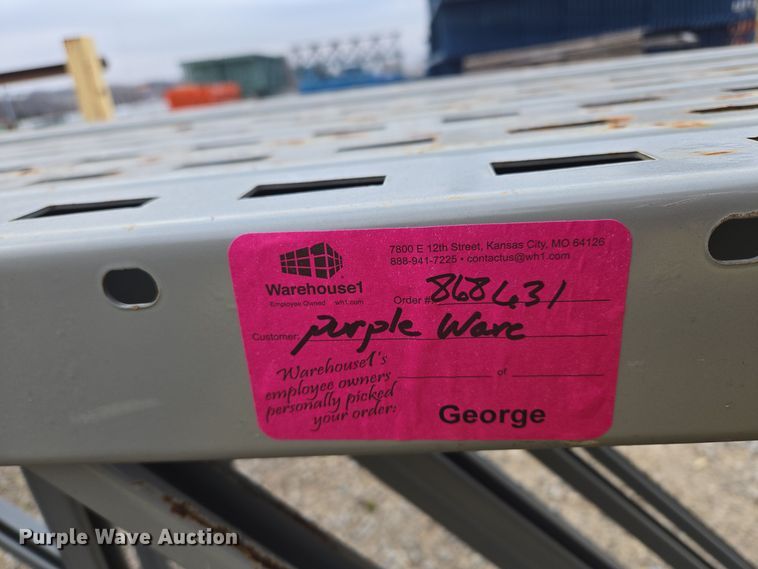 7800 E 12th Street, Kansas City, MO 64126
888-941-7225 • contactus@wh1.com
Warehouse1
Employee Owned wh1.com
Order # 868431
Customer: purple Wave
Warehouse1's
employee owners
personally picked
your order:
of
George
Purple Wave Auction®